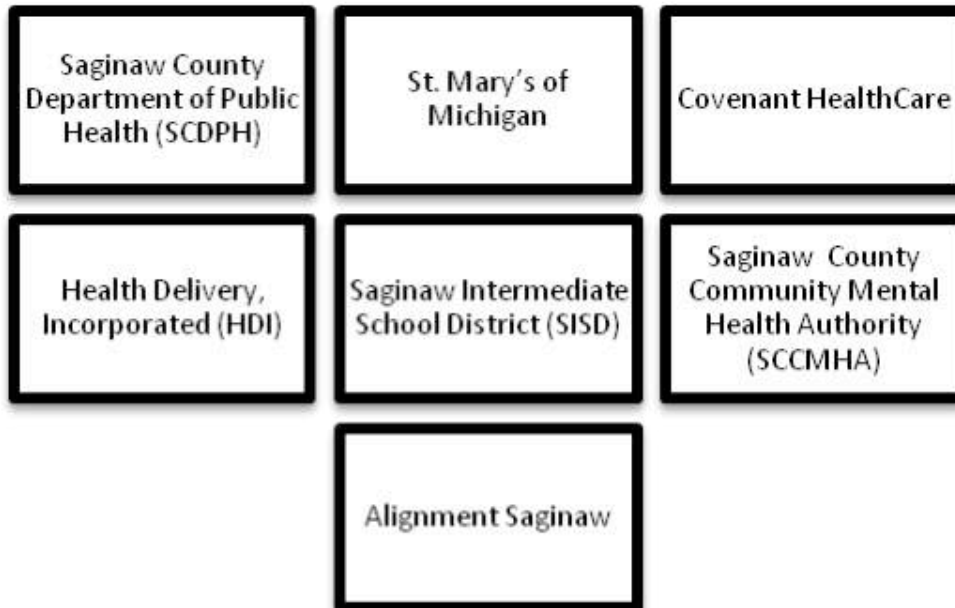 Saginaw County
Department of Public
Health (SCDPH)
St. Mary's of
Michigan
Covenant HealthCare
Health Delivery,
Incorporated (HDI)
Saginaw Intermediate
School District (SISD)
Saginaw County
Community Mental
Health Authority
(SCCMHA)
Alignment Saginaw